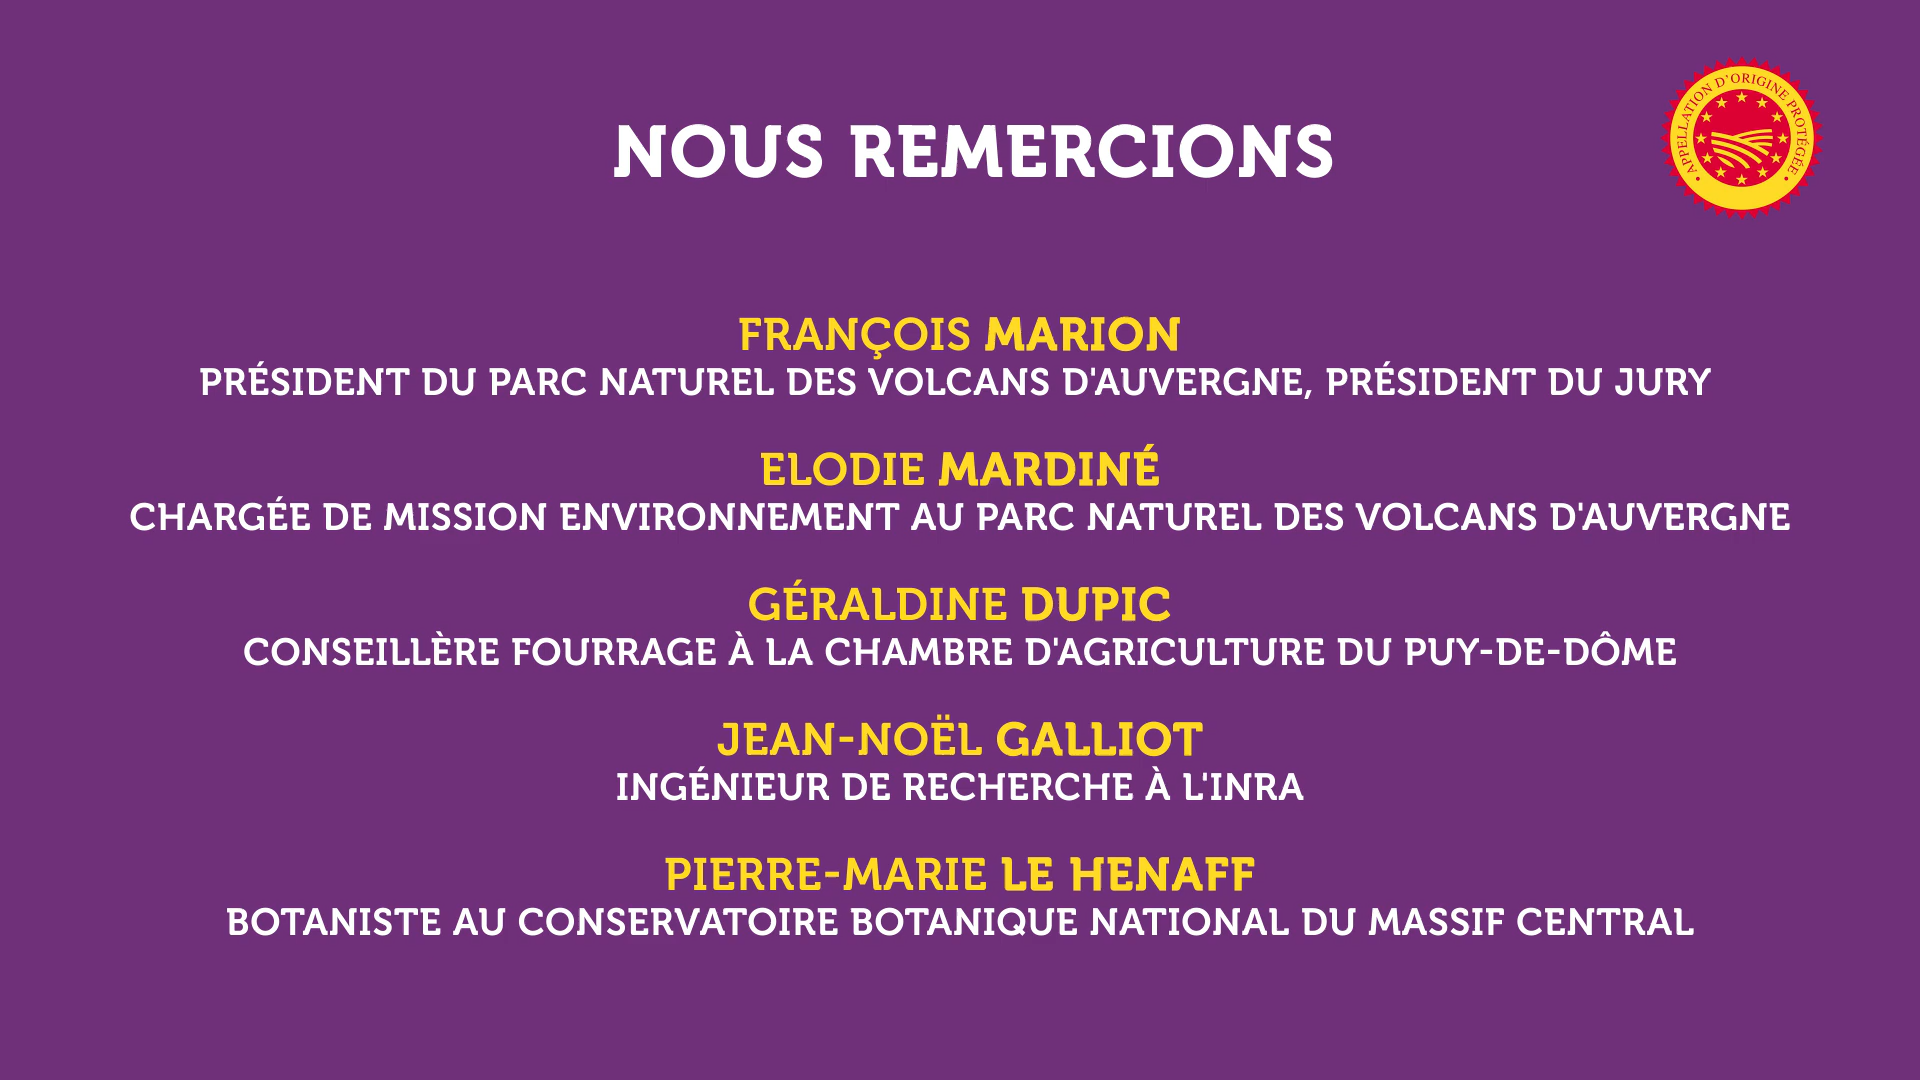 NOUS REMERCIONS
APPELLATION D'ORIGINE PROTÉGÉE
FRANÇOIS MARION
PRÉSIDENT DU PARC NATUREL DES VOLCANS D'AUVERGNE, PRÉSIDENT DU JURY
ELODIE MARDINÉ
CHARGÉE DE MISSION ENVIRONNEMENT AU PARC NATUREL DES VOLCANS D'AUVERGNE
GÉRALDINE DUPIC
CONSEILLÈRE FOURRAGE À LA CHAMBRE D'AGRICULTURE DU PUY-DE-DÔME
JEAN-NOËL GALLIOT
INGÉNIEUR DE RECHERCHE À L'INRA
PIERRE-MARIE LE HENAFF
BOTANISTE AU CONSERVATOIRE BOTANIQUE NATIONAL DU MASSIF CENTRAL